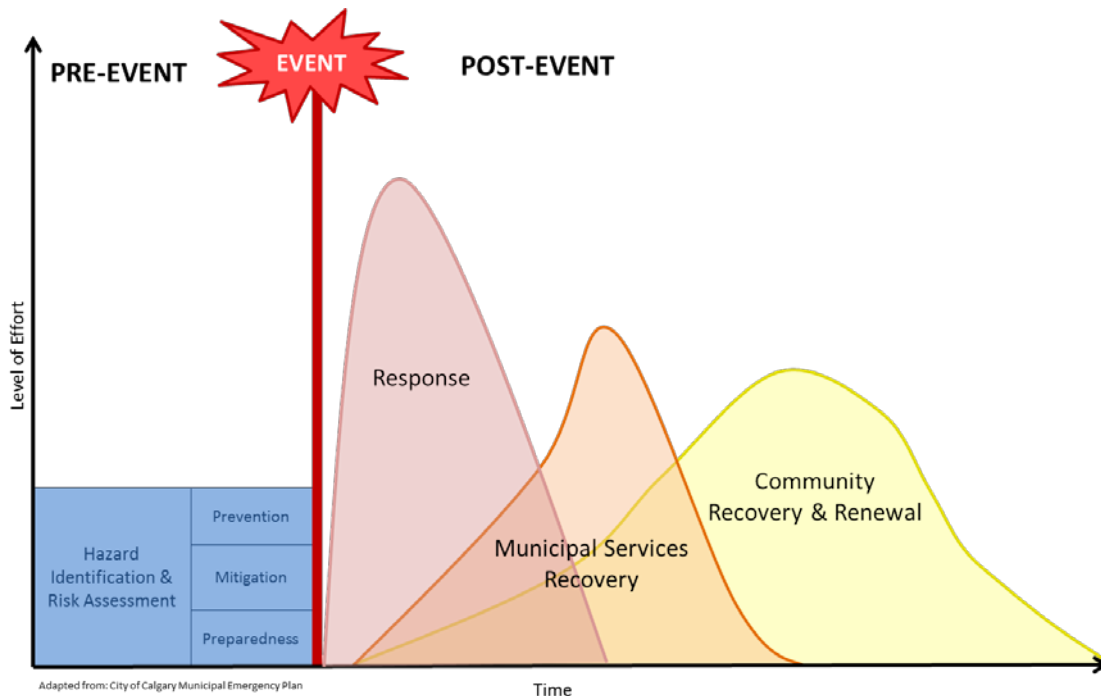 PRE-EVENT
EVENT
POST-EVENT
Level of Effort
Response
Community
Recovery & Renewal
Municipal Services
Recovery
Hazard
Identification &
Risk Assessment
Prevention
Mitigation
Preparedness
Adapted from: City of Calgary Municipal Emergency Plan
Time